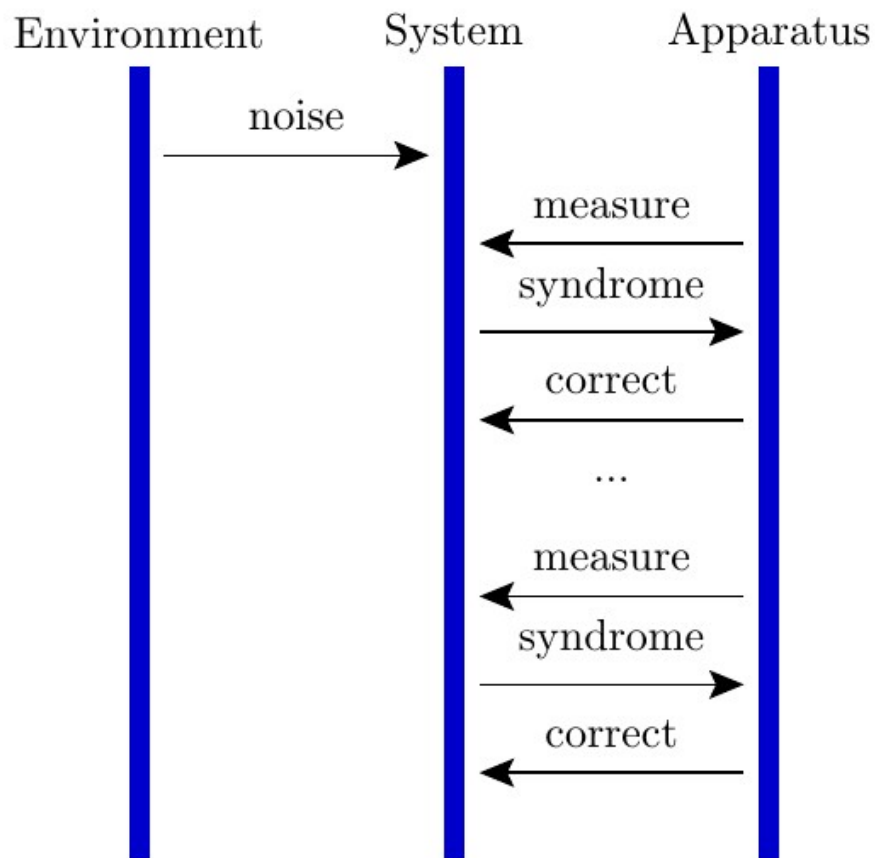 Environment System Apparatus
noise
measure
syndrome
correct
...
measure
syndrome
correct